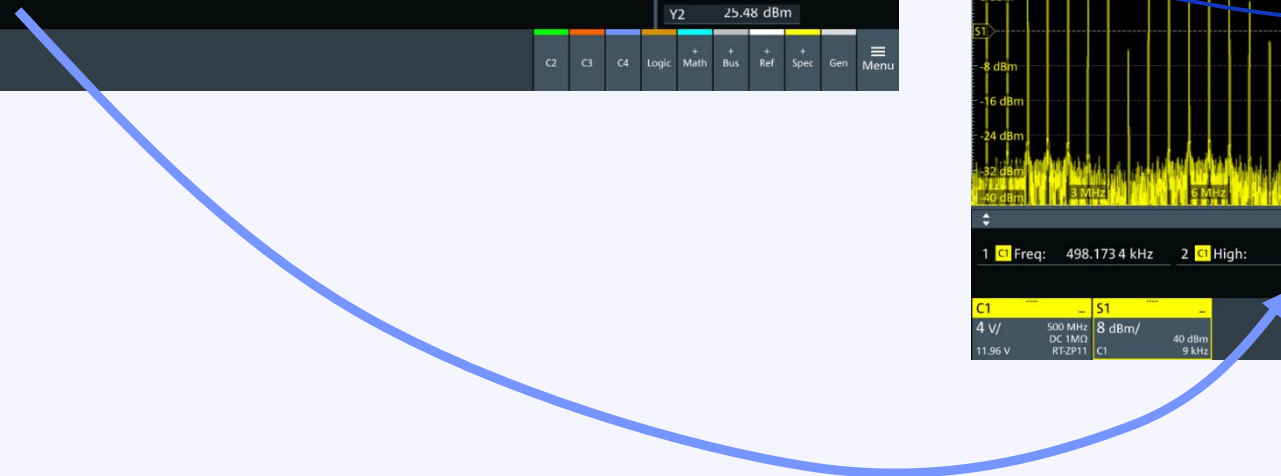 Y2 25.48 dBm
C2 C3 C4 Logic + Math + Bus + Ref + Spec Gen Menu
S1
-8 dBm
-16 dBm
-24 dBm
-32 dBm
-40 dBm 3 MHz 6 MHz
1 C1 Freq: 498.173 4 kHz 2 C1 High:
C1 S1
4 V/ 500 MHz 8 dBm/
DC 1MΩ 40 dBm
11.96 V RT-ZP11 C1 9 kHz